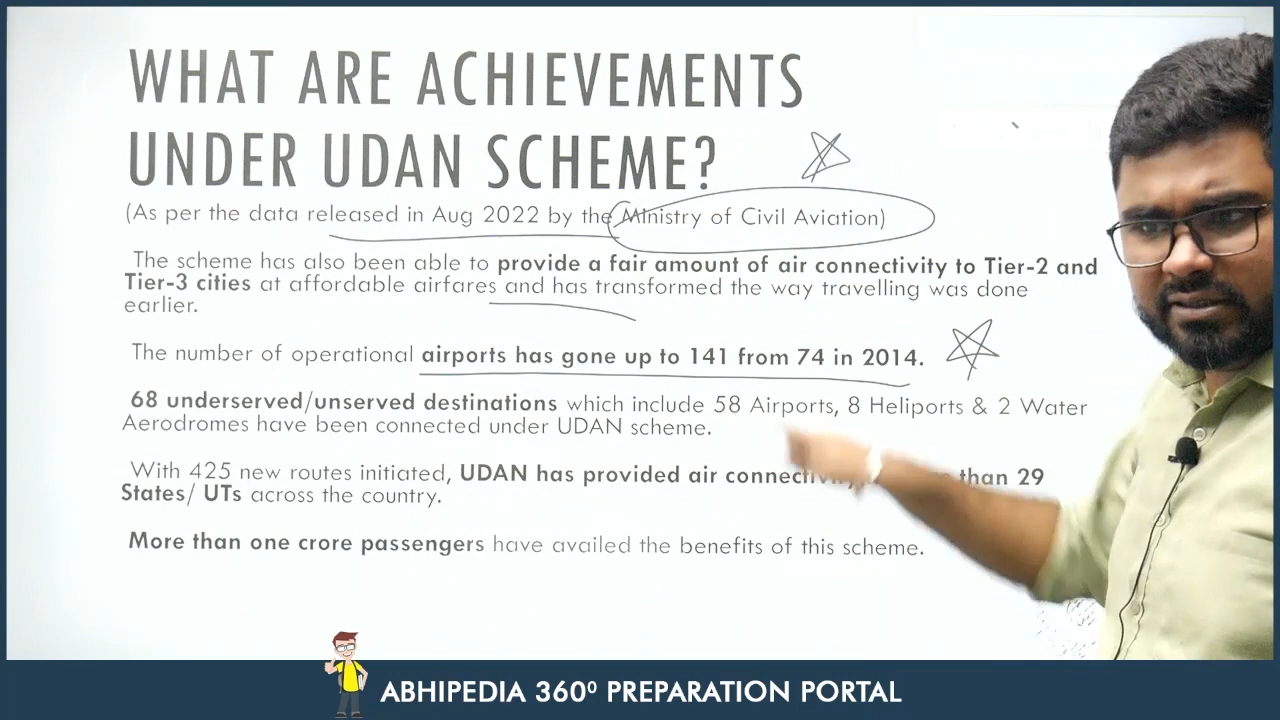 WHAT ARE ACHIEVEMENTS
UNDER UDAN SCHEME?
(As per the data released in Aug 2022 by the Ministry of Civil Aviation)
The scheme has also been able to provide a fair amount of air connectivity to Tier-2 and
Tier-3 cities at affordable airfares and has transformed the way travelling was done
earlier.
The number of operational airports has gone up to 141 from 74 in 2014.
68 underserved/unserved destinations which include 58 Airports, 8 Heliports & 2 Water
Aerodromes have been connected under UDAN scheme.
With 425 new routes initiated, UDAN has provided air than 29
States/ UTs across the country.
More than one crore passengers have availed the benefits of this scheme.
ABHIPEDIA 360⁰ PREPARATION PORTAL